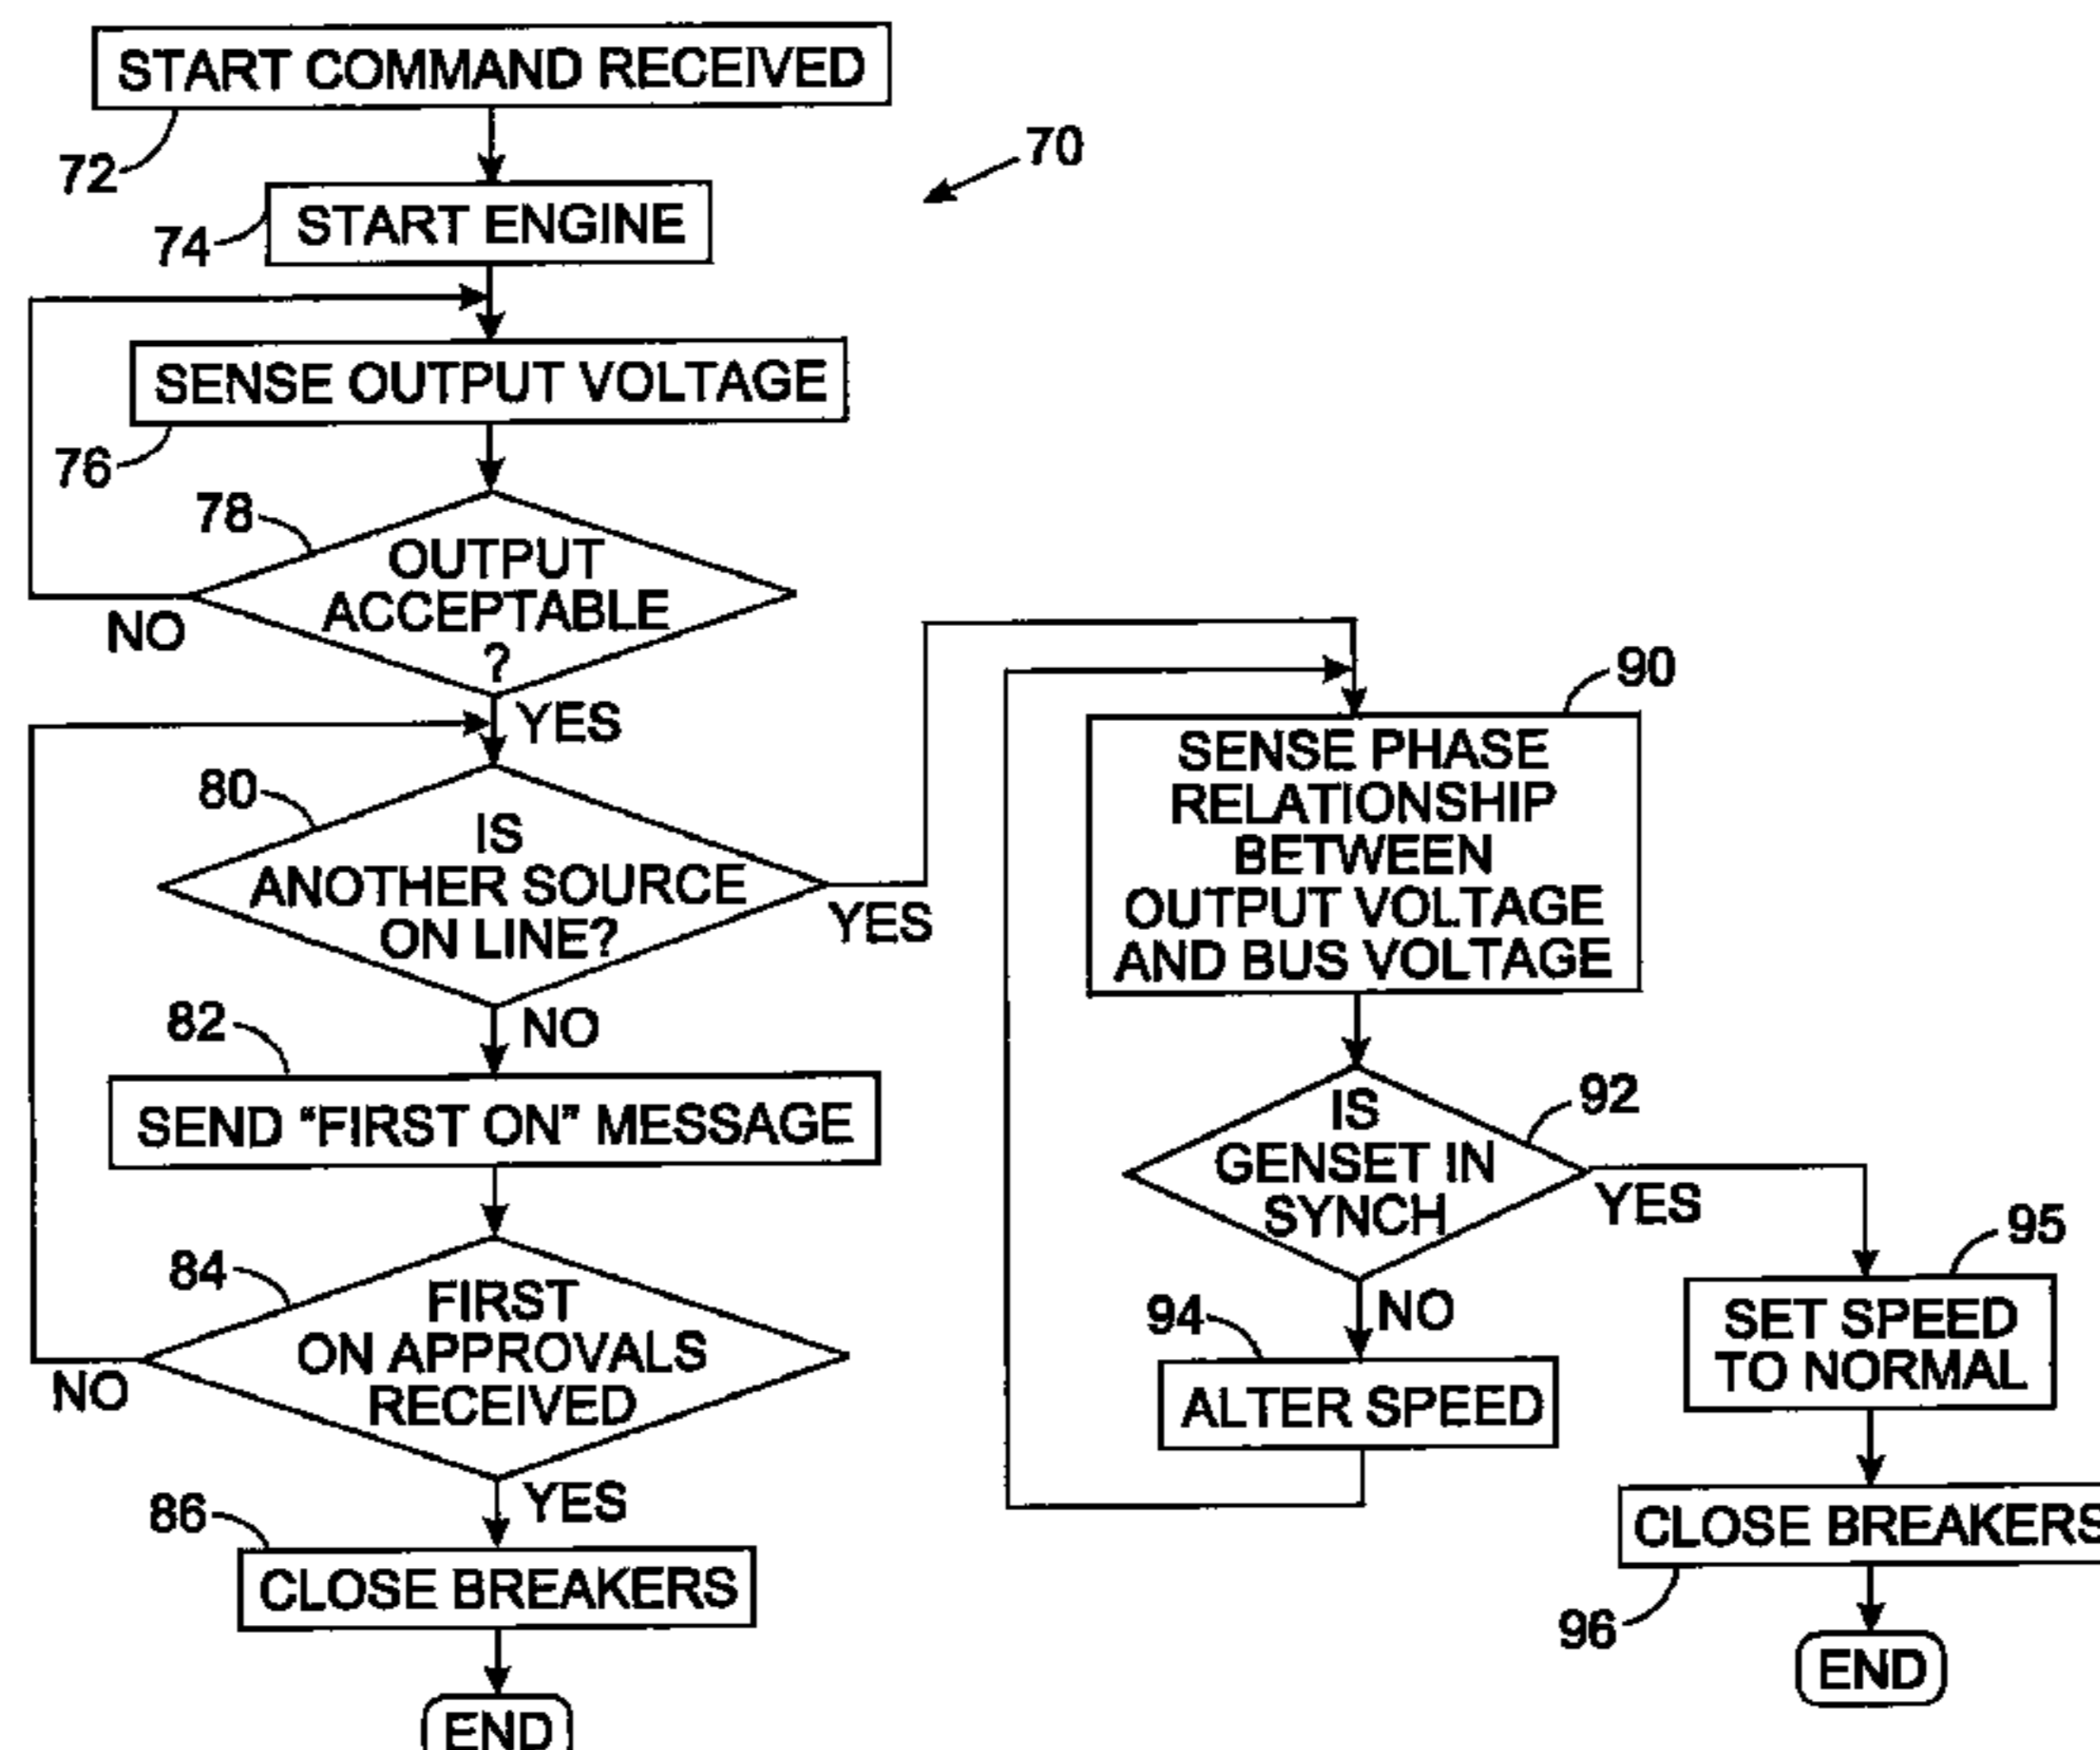 START COMMAND RECEIVED
72
70
START ENGINE
74
SENSE OUTPUT VOLTAGE
76
78
OUTPUT
ACCEPTABLE
?
NO
YES
80
IS
ANOTHER SOURCE
ON LINE?
YES
NO
82
SEND “FIRST ON” MESSAGE
84
FIRST
ON APPROVALS
RECEIVED
NO
YES
86
CLOSE BREAKERS
END
90
SENSE PHASE
RELATIONSHIP
BETWEEN
OUTPUT VOLTAGE
AND BUS VOLTAGE
92
IS
GENSET IN
SYNCH
YES
NO
94
ALTER SPEED
95
SET SPEED
TO NORMAL
CLOSE BREAKERS
96
END